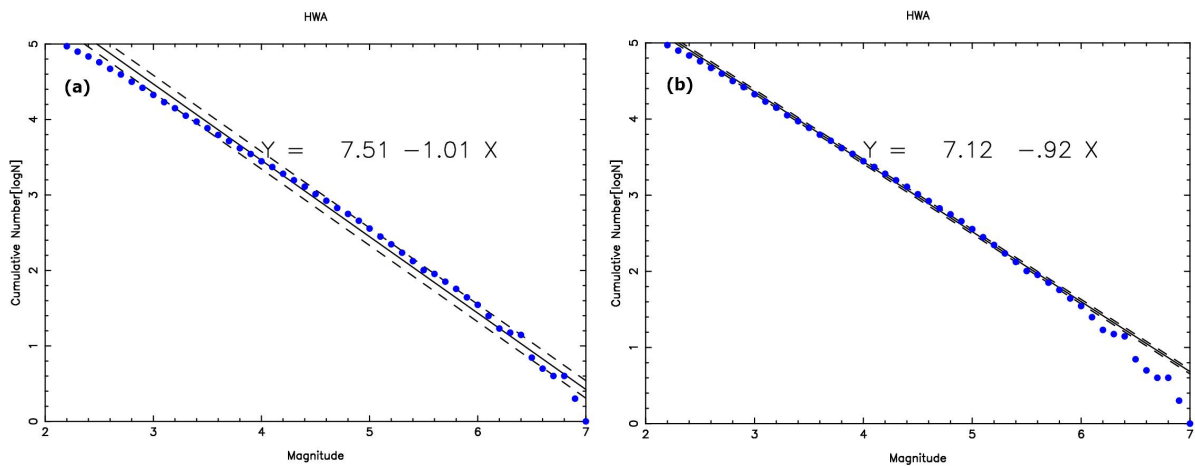 HWA
(a)
Y = 7.51 -1.01 X
Cumulative Number[logN]
5
4
3
2
1
0
2 3 4 5 6 7
Magnitude
HWA
(b)
Y = 7.12 -.92 X
Cumulative Number[logN]
5
4
3
2
1
0
2 3 4 5 6 7
Magnitude